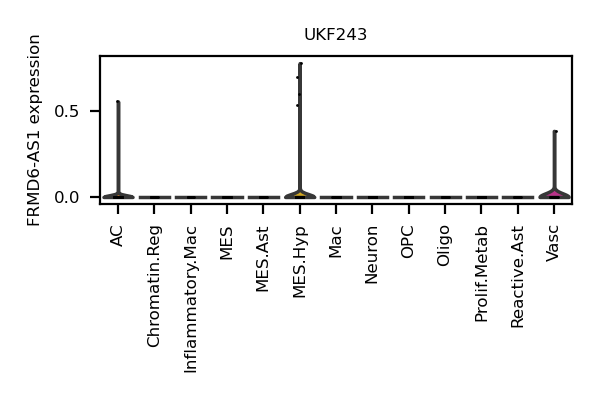 UKF243
FRMD6-AS1 expression
0.5
0.0
AC
Chromatin.Reg
Inflammatory.Mac
MES
MES.Ast
MES.Hyp
Mac
Neuron
OPC
Oligo
Prolif.Metab
Reactive.Ast
Vasc